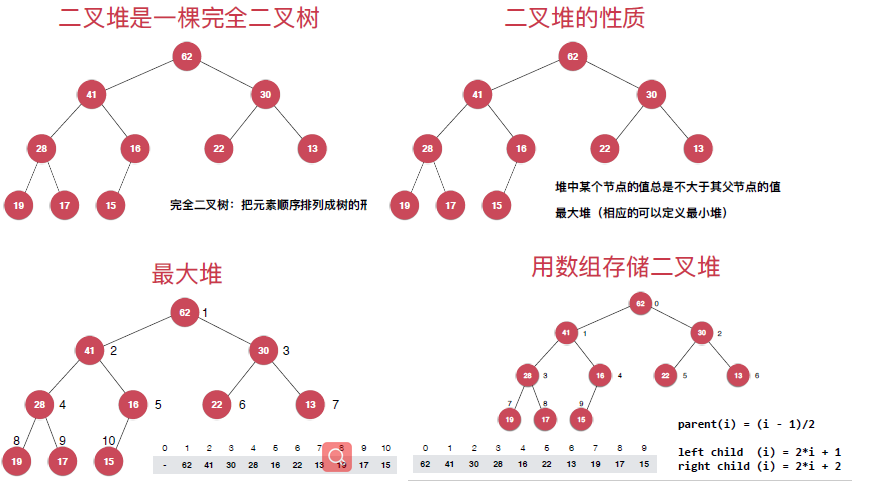 二叉堆是一棵完全二叉树
62
41
30
28
16
22
13
19
17
15
完全二叉树：把元素顺序排列成树的形
二叉堆的性质
62
41
30
28
16
22
13
19
17
15
堆中某个节点的值总是不大于其父节点的值
最大堆（相应的可以定义最小堆）
最大堆
62 1
41 2 30 3
28 4 16 5 22 6 13 7
8 9 10
19 17 15
0 1 2 3 4 5 6 7 8 9 10
- 62 41 30 28 16 22 13 19 17 15
用数组存储二叉堆
62 0
41 1 30 2
28 3 16 4 22 5 13 6
7 8 9
19 17 15
0 1 2 3 4 5 6 7 8 9
62 41 30 28 16 22 13 19 17 15
parent(i) = (i - 1)/2
left child (i) = 2*i + 1
right child (i) = 2*i + 2